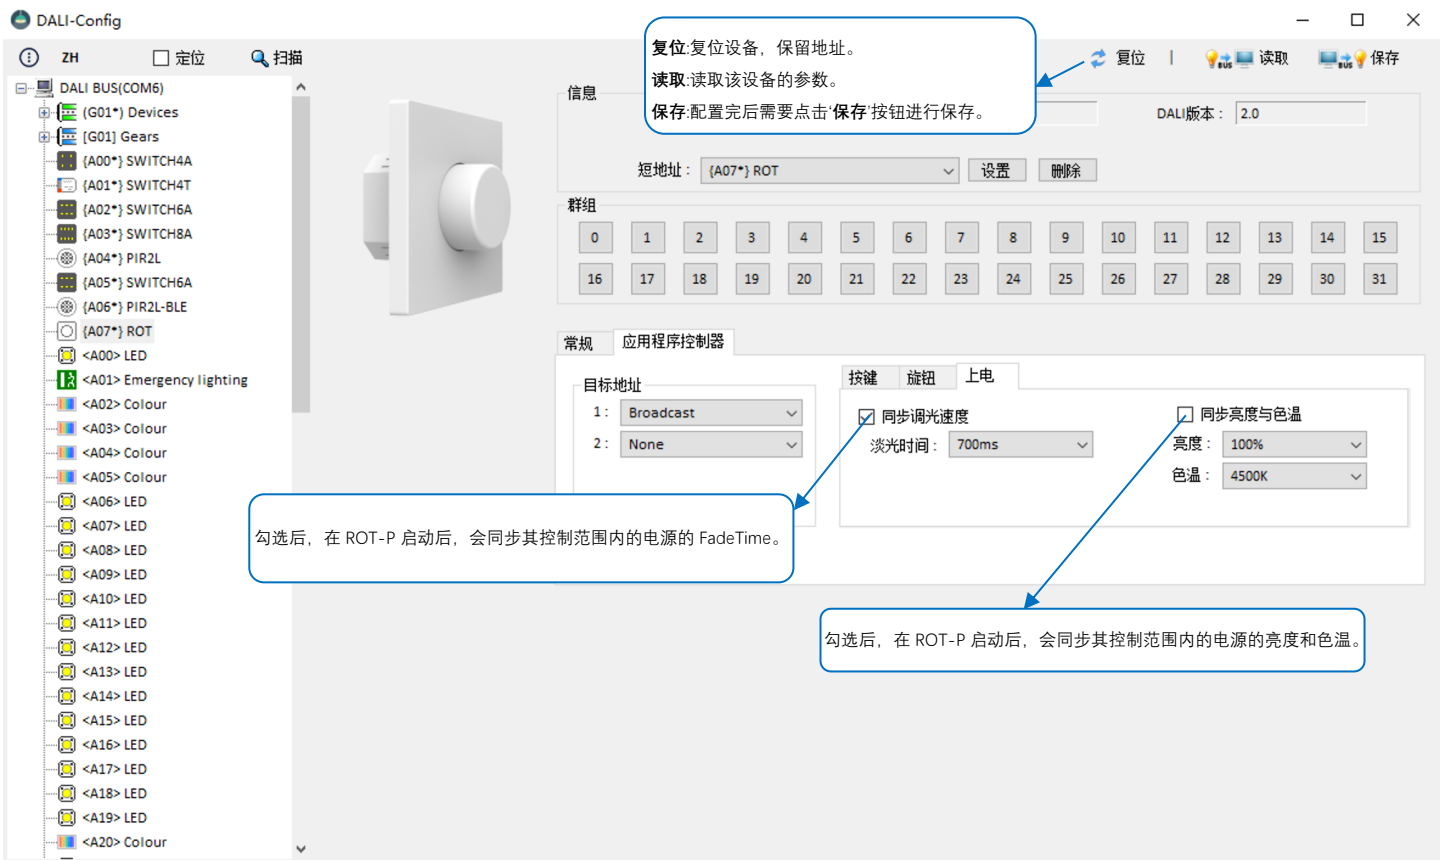 DALI-Config
ZH
定位
扫描
复位
|
读取
保存
复位:复位设备，保留地址。
读取:读取该设备的参数。
保存:配置完后需要点击‘保存’按钮进行保存。
DALI BUS(COM6)
(G01*) Devices
[G01] Gears
{A00*} SWITCH4A
{A01*} SWITCH4T
{A02*} SWITCH6A
{A03*} SWITCH8A
{A04*} PIR2L
{A05*} SWITCH6A
{A06*} PIR2L-BLE
{A07*} ROT
<A00> LED
<A01> Emergency lighting
<A02> Colour
<A03> Colour
<A04> Colour
<A05> Colour
<A06> LED
<A07> LED
<A08> LED
<A09> LED
<A10> LED
<A11> LED
<A12> LED
<A13> LED
<A14> LED
<A15> LED
<A16> LED
<A17> LED
<A18> LED
<A19> LED
<A20> Colour
信息
DALI版本： 2.0
短地址： {A07*} ROT 设置 删除
群组
0 1 2 3 4 5 6 7 8 9 10 11 12 13 14 15
16 17 18 19 20 21 22 23 24 25 26 27 28 29 30 31
常规 应用程序控制器
目标地址
1： Broadcast
2： None
按键 旋钮 上电
同步调光速度
淡光时间： 700ms
同步亮度与色温
亮度： 100%
色温： 4500K
勾选后，在 ROT-P 启动后，会同步其控制范围内的电源的 FadeTime。
勾选后，在 ROT-P 启动后，会同步其控制范围内的电源的亮度和色温。